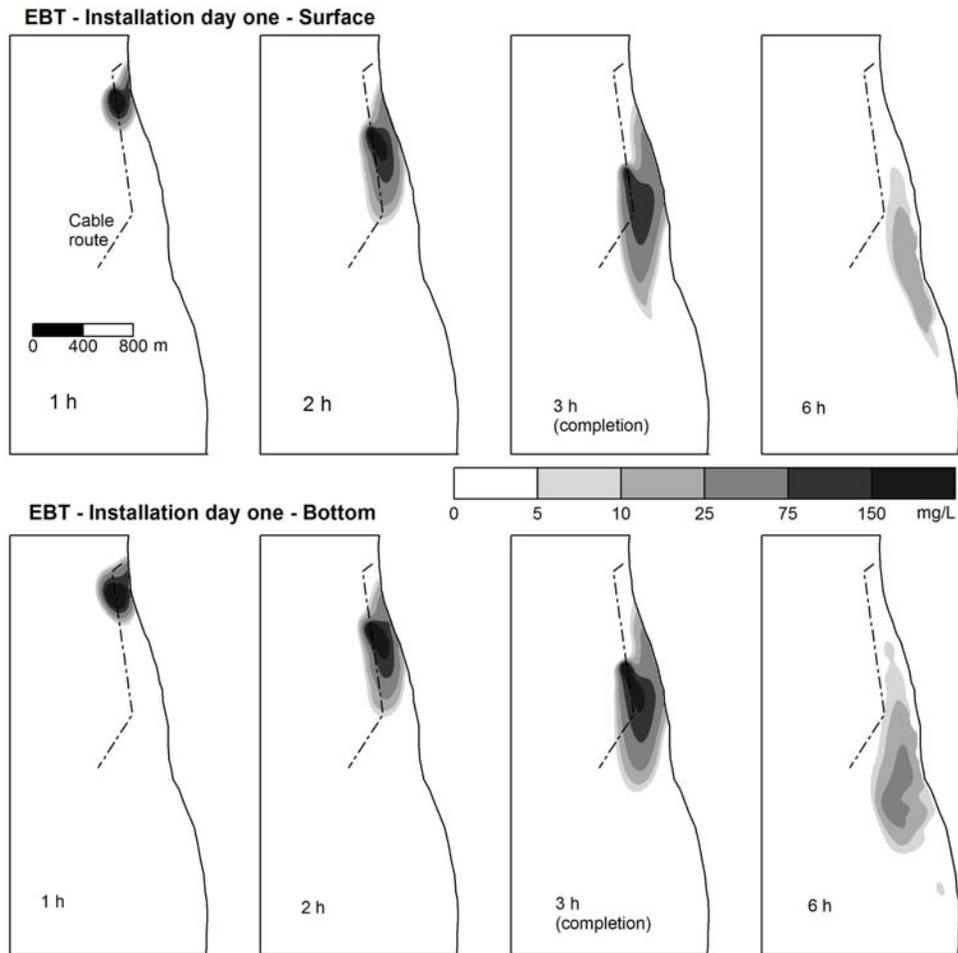 EBT - Installation day one - Surface
Cable
route
0 400 800 m
1 h
2 h
3 h
(completion)
6 h
0 5 10 25 75 150 mg/L
EBT - Installation day one - Bottom
1 h
2 h
3 h
(completion)
6 h